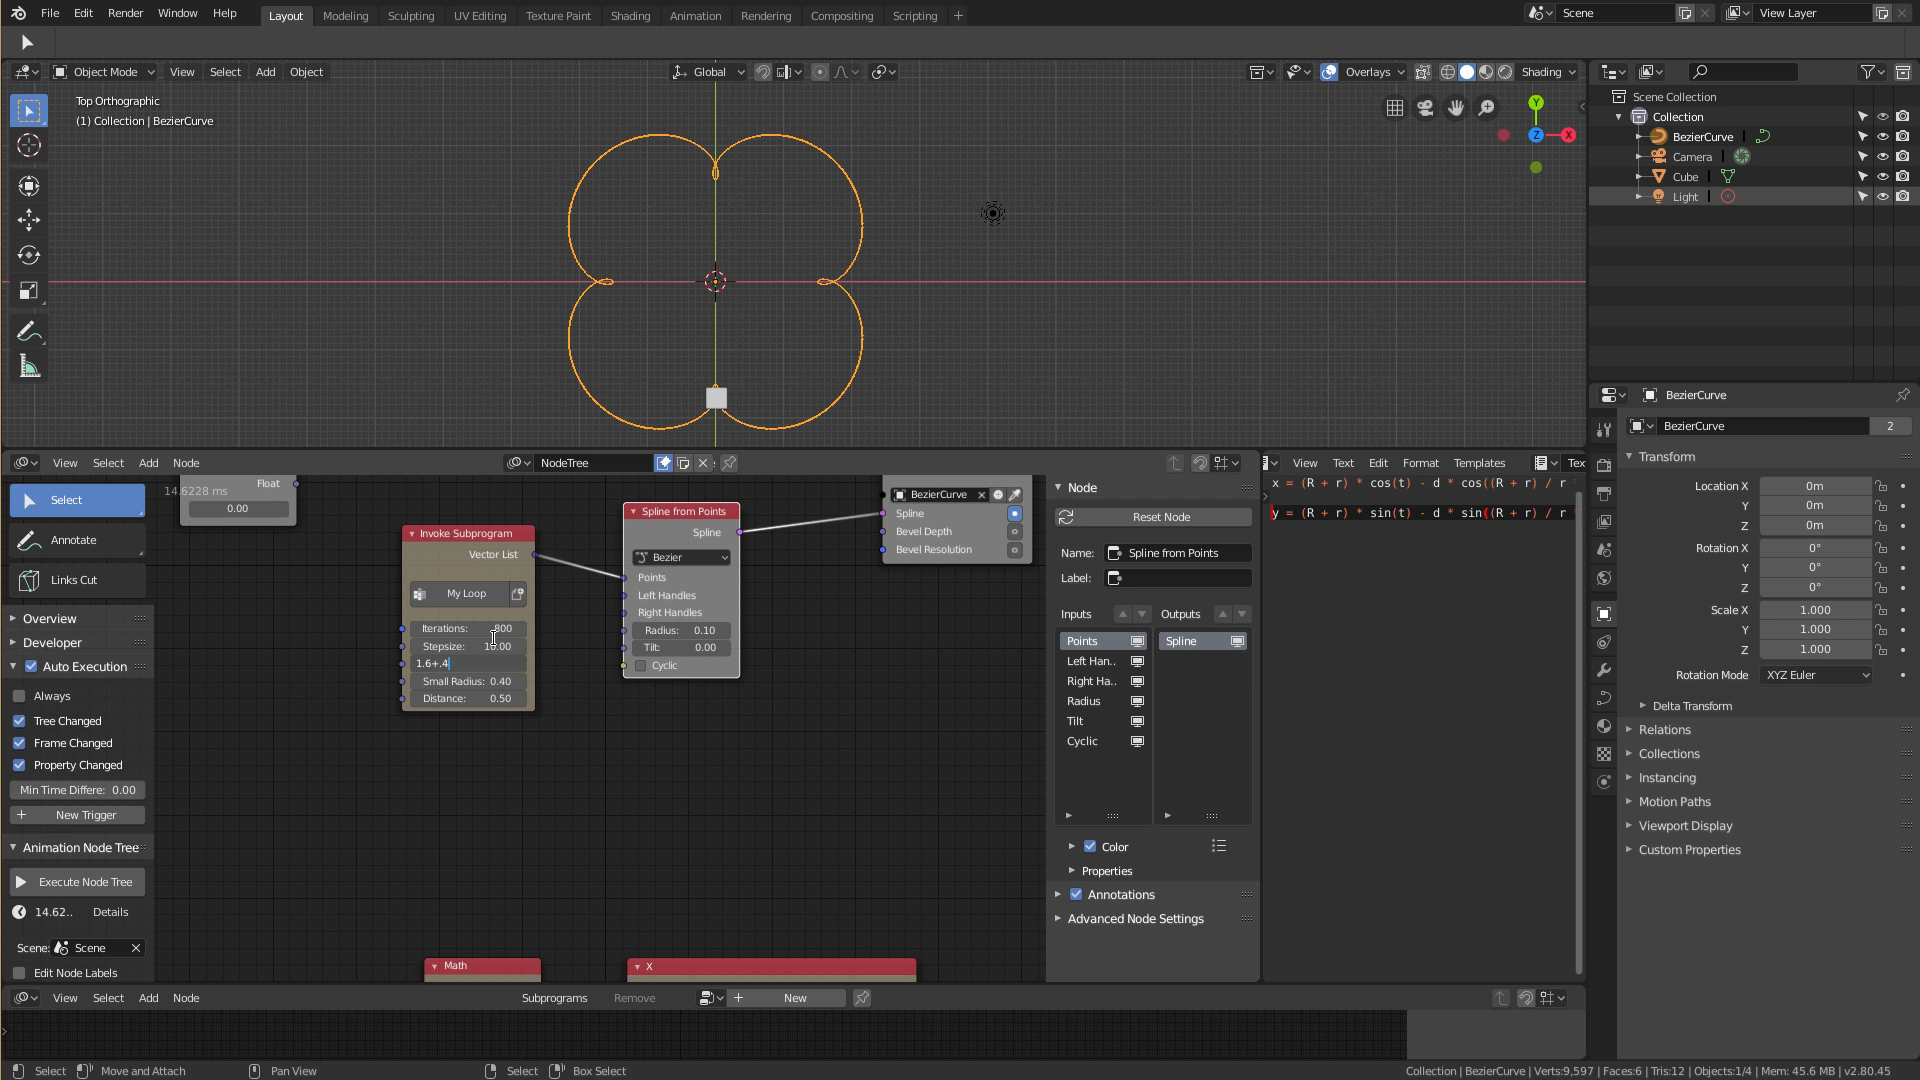 File Edit Render Window Help Layout Modeling Sculpting UV Editing Texture Paint Shading Animation Rendering Compositing Scripting + Scene View Layer
Object Mode View Select Add Object Global Overlays Shading
Top Orthographic
(1) Collection | BezierCurve
Y
Z
X
Scene Collection
Collection
BezierCurve
Camera
Cube
Light
BezierCurve
BezierCurve 2
Transform
Location X 0m
Y 0m
Z 0m
Rotation X 0°
Y 0°
Z 0°
Scale X 1.000
Y 1.000
Z 1.000
Rotation Mode XYZ Euler
Delta Transform
Relations
Collections
Instancing
Motion Paths
Viewport Display
Custom Properties
View Select Add Node NodeTree
Select
Annotate
Links Cut
Overview
Developer
Auto Execution
Always
Tree Changed
Frame Changed
Property Changed
Min Time Differe: 0.00
New Trigger
Animation Node Tree
Execute Node Tree
14.62.. Details
Scene: Scene
Edit Node Labels
14.6228 ms
Float
0.00
Invoke Subprogram
Vector List
My Loop
Iterations: 800
Stepsize: 10.00
1.6+.4
Small Radius: 0.40
Distance: 0.50
Spline from Points
Spline
Bezier
Points
Left Handles
Right Handles
Radius: 0.10
Tilt: 0.00
Cyclic
BezierCurve
Spline
Bevel Depth
Bevel Resolution
Math
X
Node
Reset Node
Name: Spline from Points
Label:
Inputs Outputs
Points Spline
Left Han..
Right Ha..
Radius
Tilt
Cyclic
Color
Properties
Annotations
Advanced Node Settings
View Text Edit Format Templates Tex
x = (R + r) * cos(t) - d * cos((R + r) / r
y = (R + r) * sin(t) - d * sin((R + r) / r
View Select Add Node Subprograms Remove + New
Select Move and Attach Pan View Select Box Select Collection | BezierCurve | Verts:9,597 | Faces:6 | Tris:12 | Objects:1/4 | Mem: 45.6 MB | v2.80.45